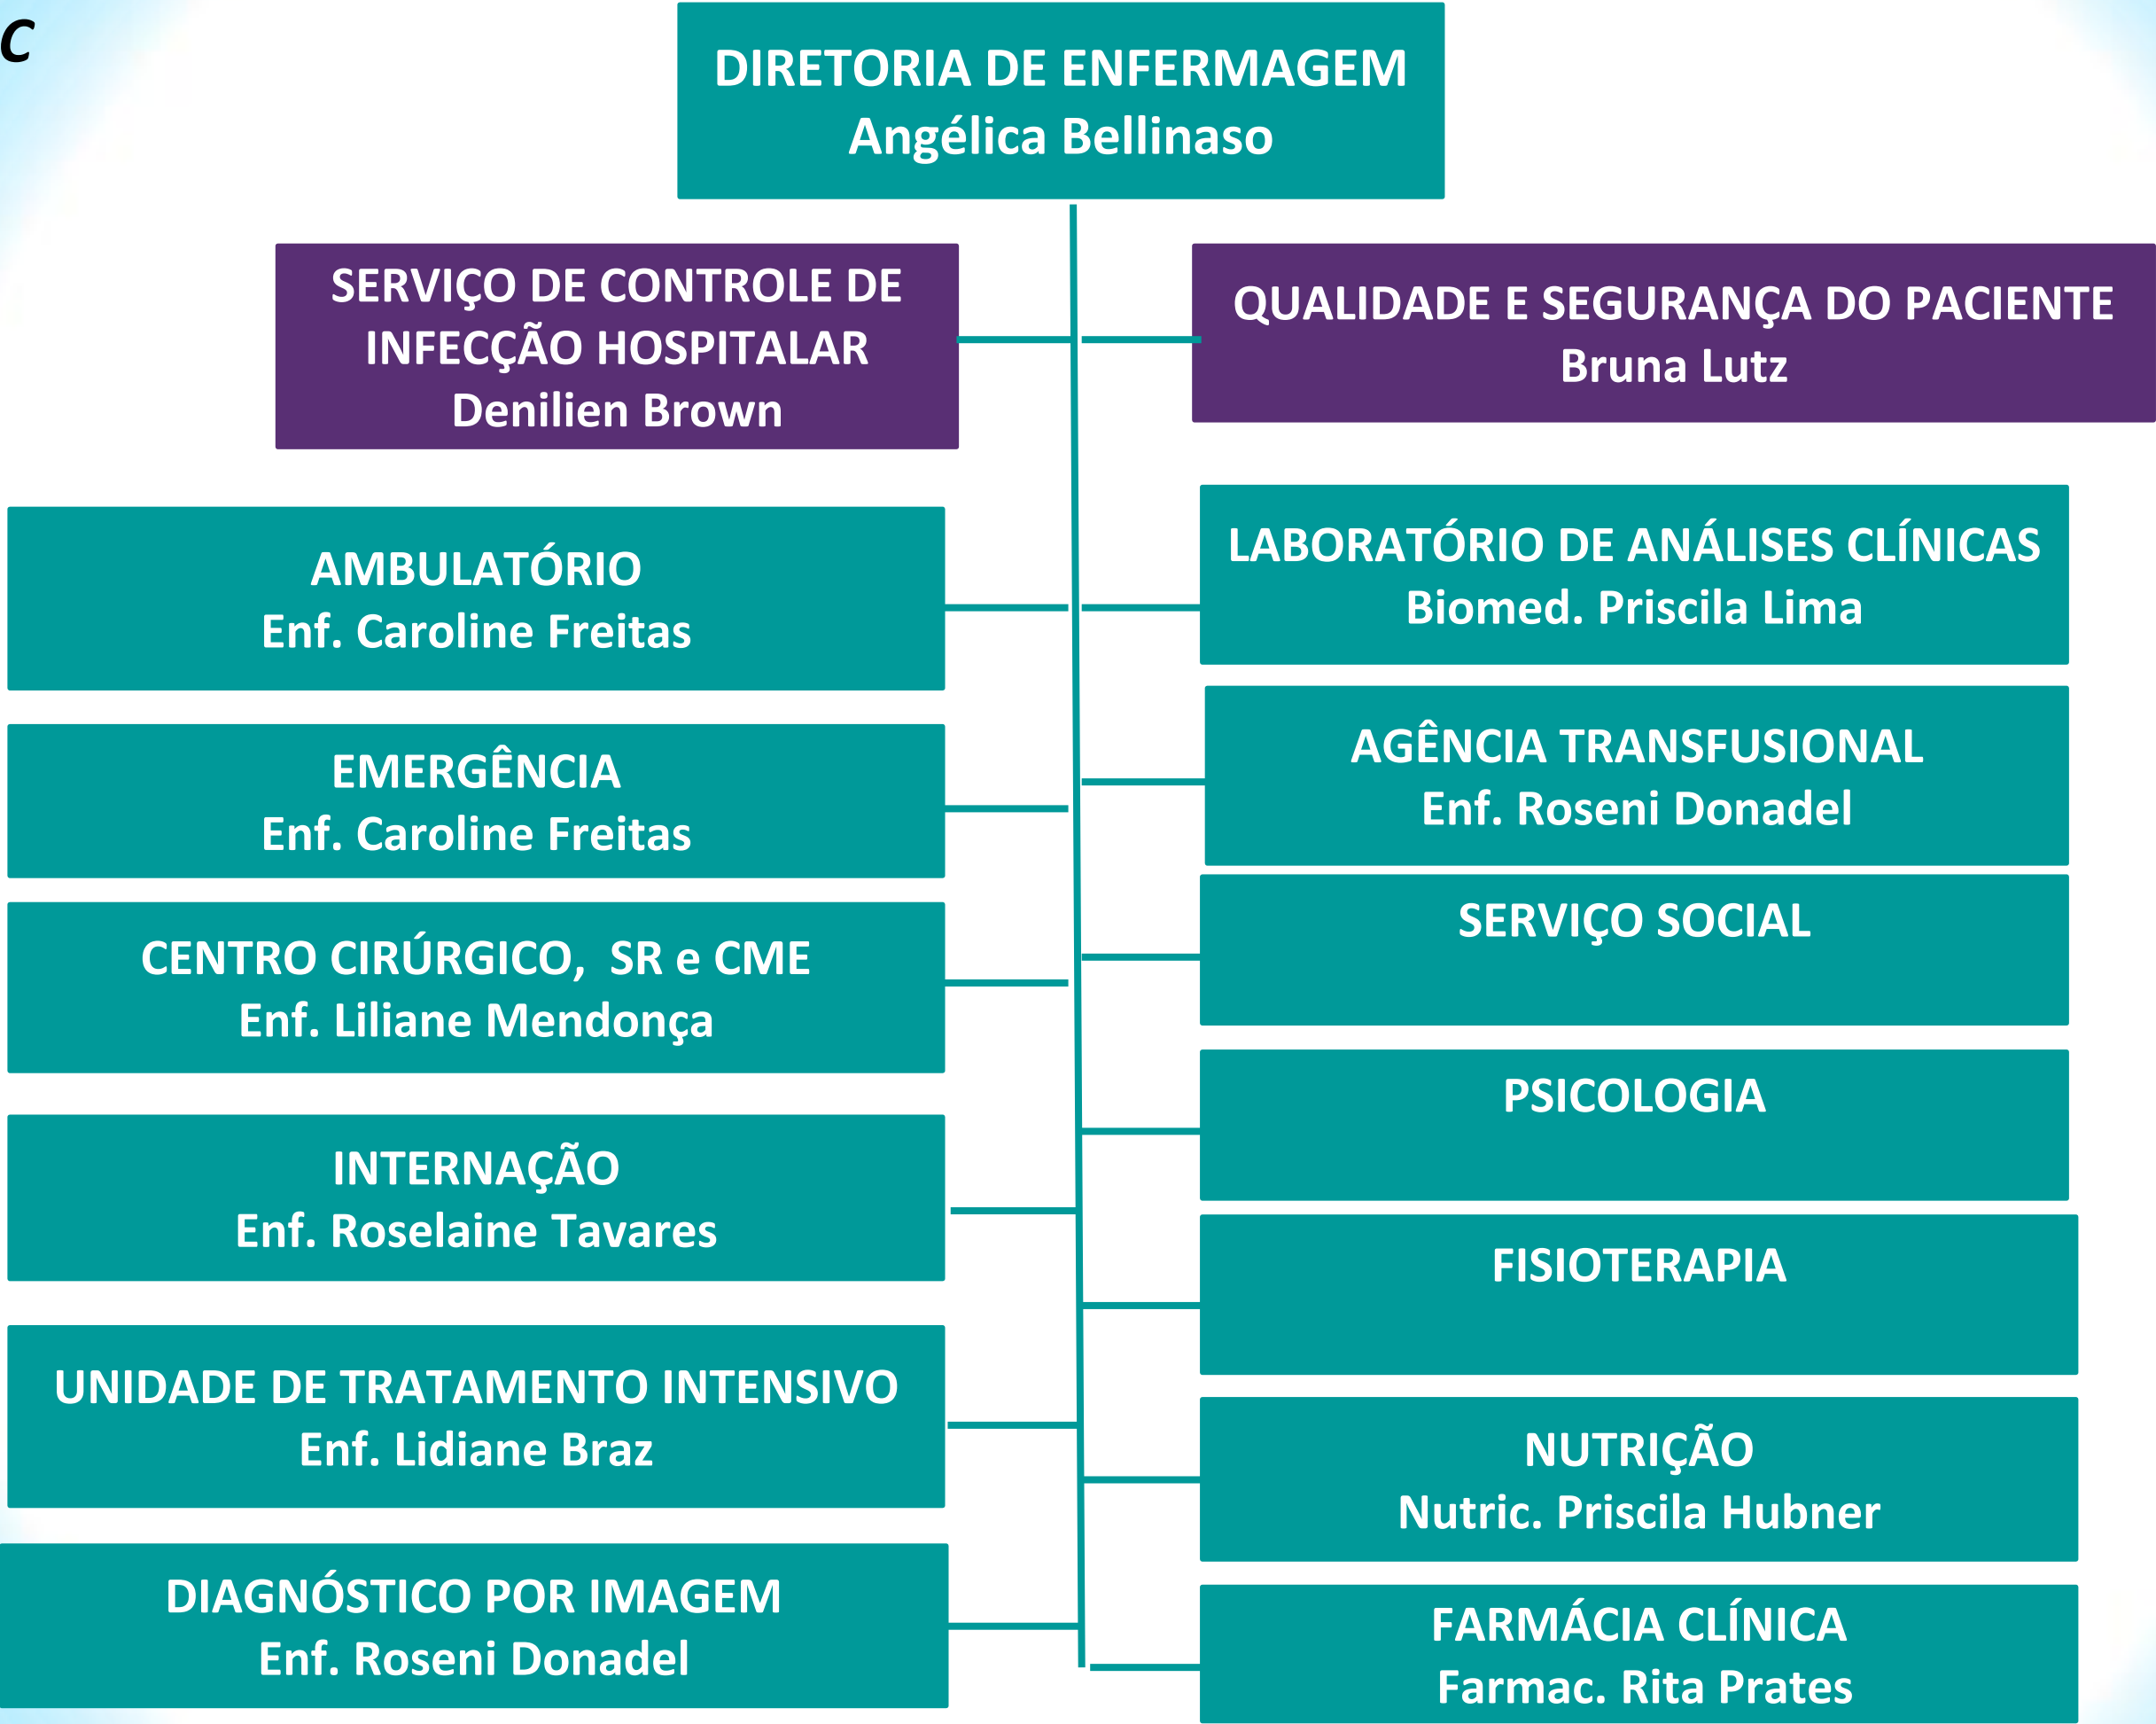 C
DIRETORIA DE ENFERMAGEM
Angélica Bellinaso
SERVIÇO DE CONTROLE DE
INFECÇÃO HOSPITALAR
Denilien Brown
QUALIDADE E SEGURANÇA DO PACIENTE
Bruna Lutz
AMBULATÓRIO
Enf. Caroline Freitas
EMERGÊNCIA
Enf. Caroline Freitas
CENTRO CIRÚRGICO, SR e CME
Enf. Liliane Mendonça
INTERNAÇÃO
Enf. Roselaine Tavares
UNIDADE DE TRATAMENTO INTENSIVO
Enf. Lidiane Braz
DIAGNÓSTICO POR IMAGEM
Enf. Roseni Donadel
LABORATÓRIO DE ANÁLISES CLÍNICAS
Biomed. Priscila Lima
AGÊNCIA TRANSFUSIONAL
Enf. Roseni Donadel
SERVIÇO SOCIAL
PSICOLOGIA
FISIOTERAPIA
NUTRIÇÃO
Nutric. Priscila Hubner
FARMÁCIA CLÍNICA
Farmac. Rita Prates